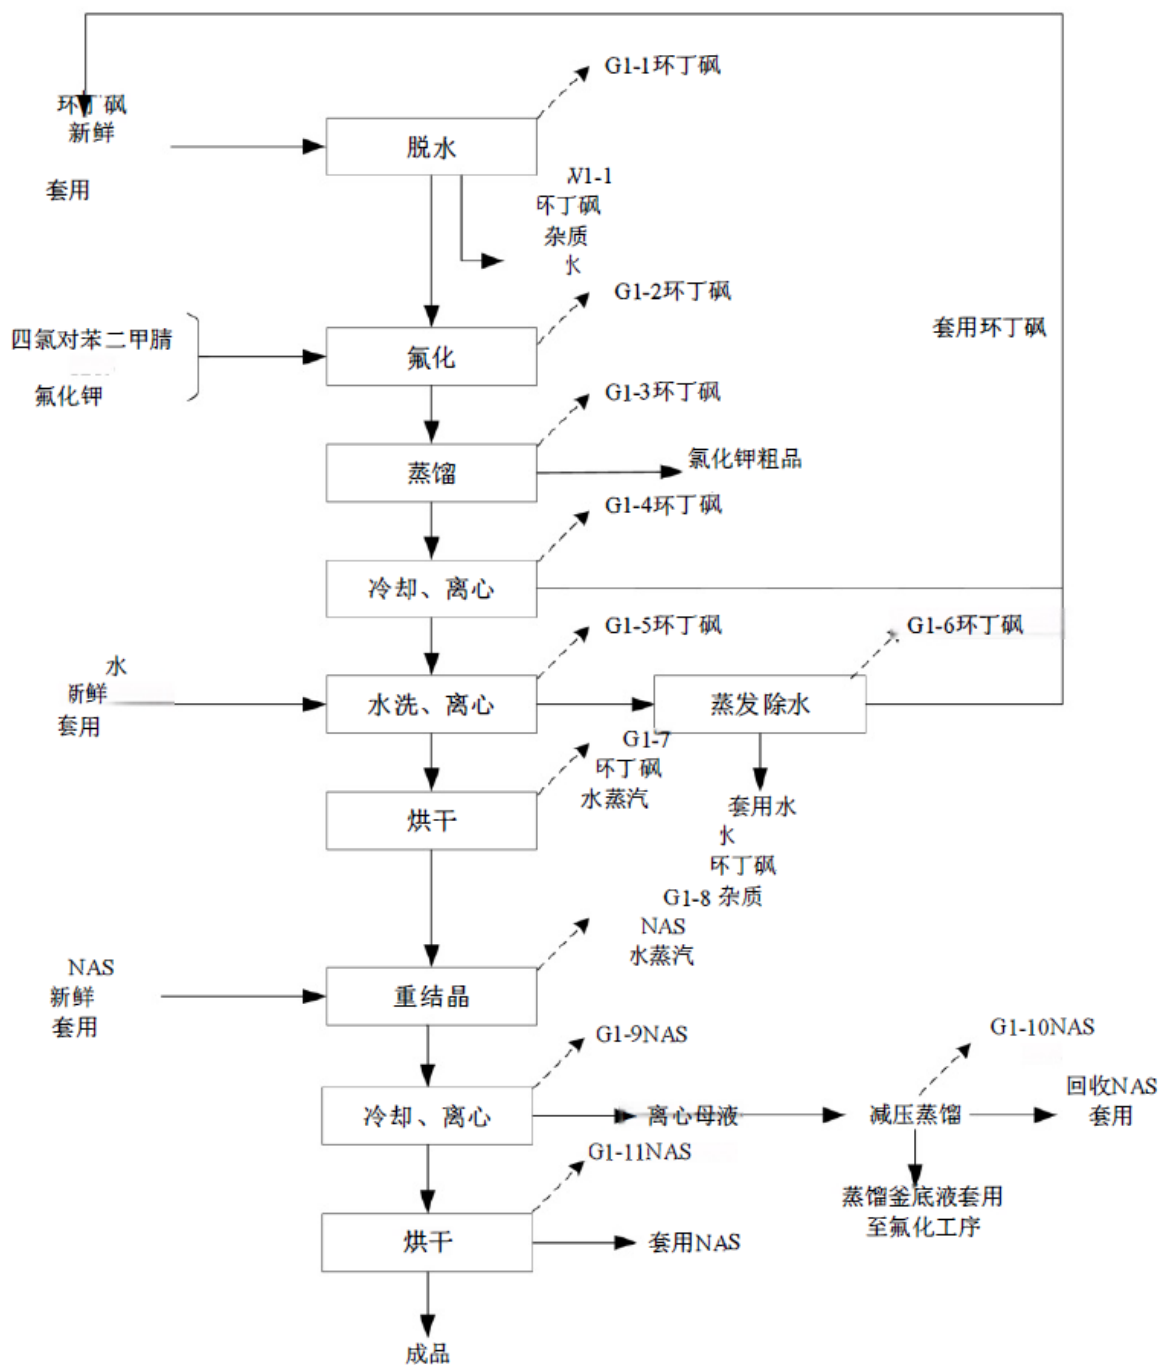 G1-1环丁砜
环丁砜
新鲜
套用
脱水
W1-1
环丁砜
杂质
水
G1-2环丁砜
套用环丁砜
四氯对苯二甲腈
氟化钾
氟化
G1-3环丁砜
蒸馏
氯化钾粗品
G1-4环丁砜
冷却、离心
G1-5环丁砜
G1-6环丁砜
水
新鲜
套用
水洗、离心
蒸发除水
G1-7
环丁砜
水蒸汽
烘干
套用水
水
环丁砜
杂质
G1-8
NAS
水蒸汽
NAS
新鲜
套用
重结晶
G1-9NAS
G1-10NAS
冷却、离心
离心母液
减压蒸馏
回收NAS
套用
G1-11NAS
蒸馏釜底液套用
至氟化工序
烘干
套用NAS
成品